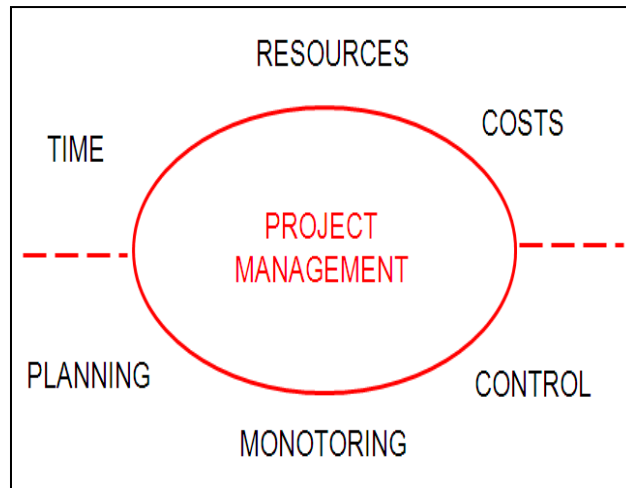 RESOURCES
COSTS
TIME
PROJECT
MANAGEMENT
PLANNING
CONTROL
MONOTORING